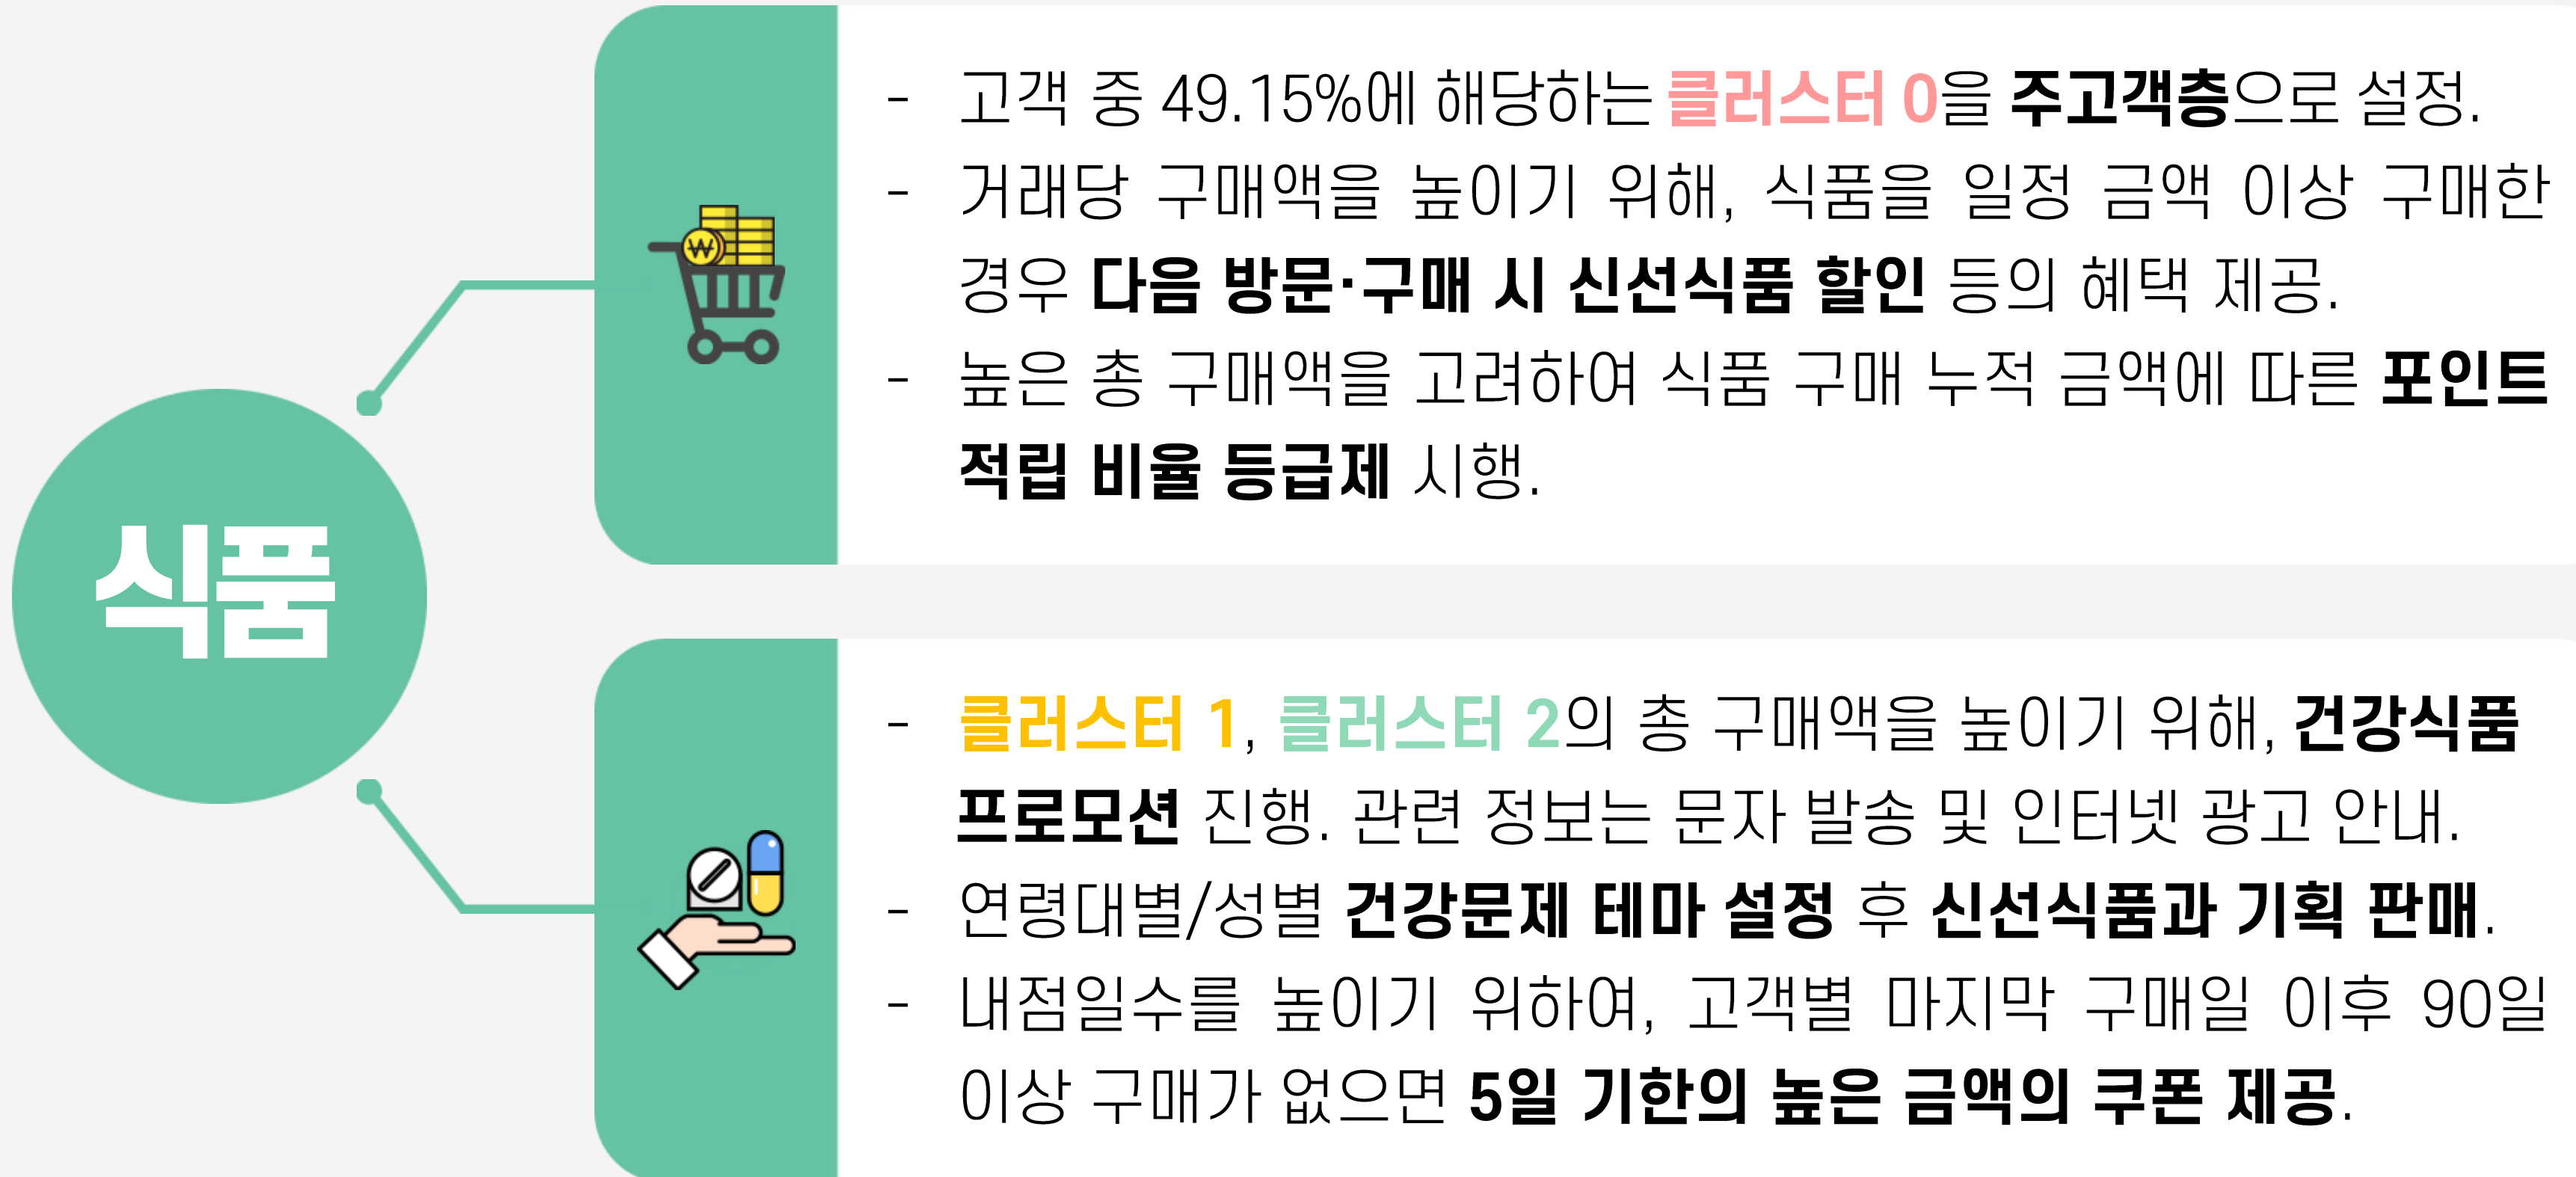 식품
- 고객 중 49.15%에 해당하는 클러스터 0을 주고객층으로 설정.
- 거래당 구매액을 높이기 위해, 식품을 일정 금액 이상 구매한
경우 다음 방문·구매 시 신선식품 할인 등의 혜택 제공.
- 높은 총 구매액을 고려하여 식품 구매 누적 금액에 따른 포인트
적립 비율 등급제 시행.
- 클러스터 1, 클러스터 2의 총 구매액을 높이기 위해, 건강식품
프로모션 진행. 관련 정보는 문자 발송 및 인터넷 광고 안내.
- 연령대별/성별 건강문제 테마 설정 후 신선식품과 기획 판매.
- 내점일수를 높이기 위하여, 고객별 마지막 구매일 이후 90일
이상 구매가 없으면 5일 기한의 높은 금액의 쿠폰 제공.